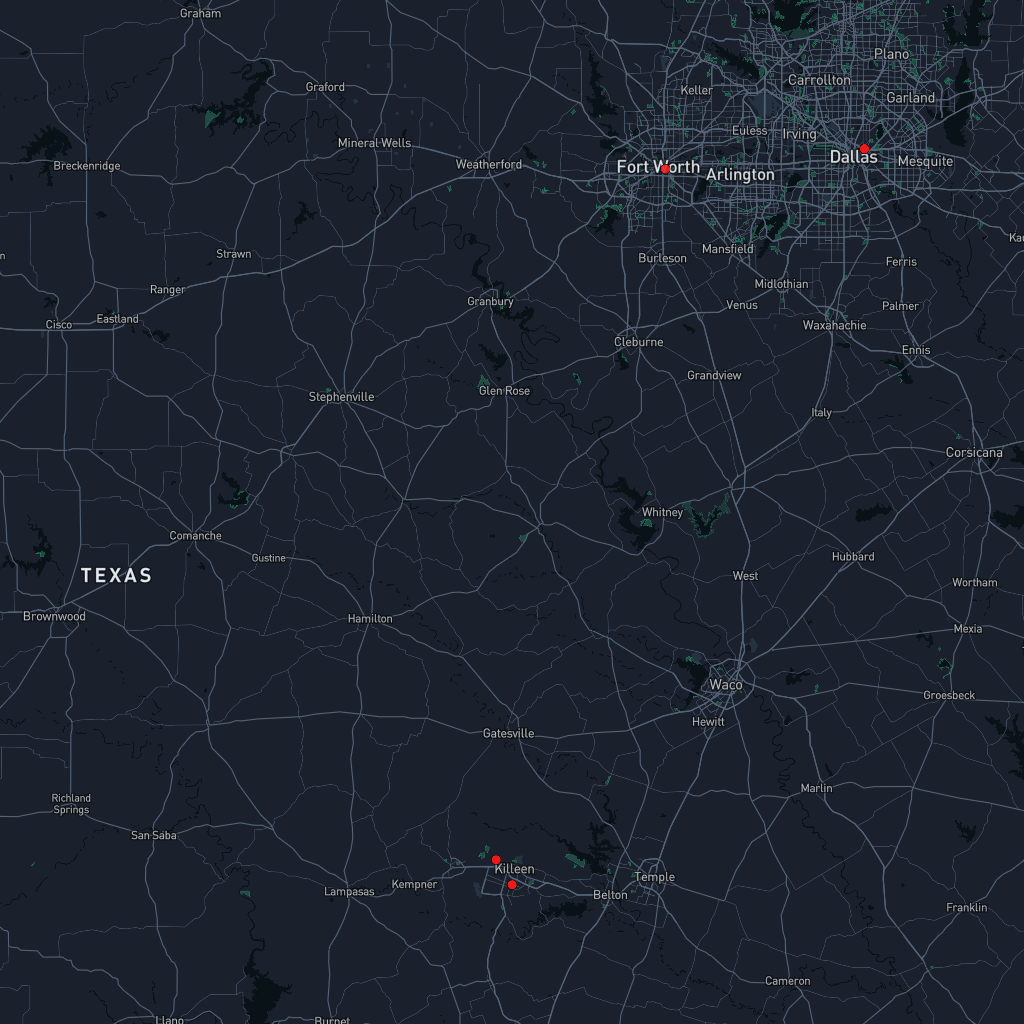 Graham
Plano
Carrollton
Graford
Keller
Garland
Euless
Irving
Mineral Wells
Dallas
Mesquite
Breckenridge
Weatherford
Fort Worth
Arlington
Mansfield
Strawn
Burleson
Ferris
Midlothian
Ranger
Granbury
Venus
Palmer
Eastland
Cisco
Waxahachie
Cleburne
Ennis
Grandview
Glen Rose
Stephenville
Italy
Corsicana
Whitney
Comanche
Gustine
Hubbard
TEXAS
West
Wortham
Brownwood
Hamilton
Mexia
Waco
Groesbeck
Hewitt
Gatesville
Marlin
Richland
Springs
San Saba
Killeen
Temple
Kempner
Lampasas
Belton
Franklin
Cameron
Llano
Burnet